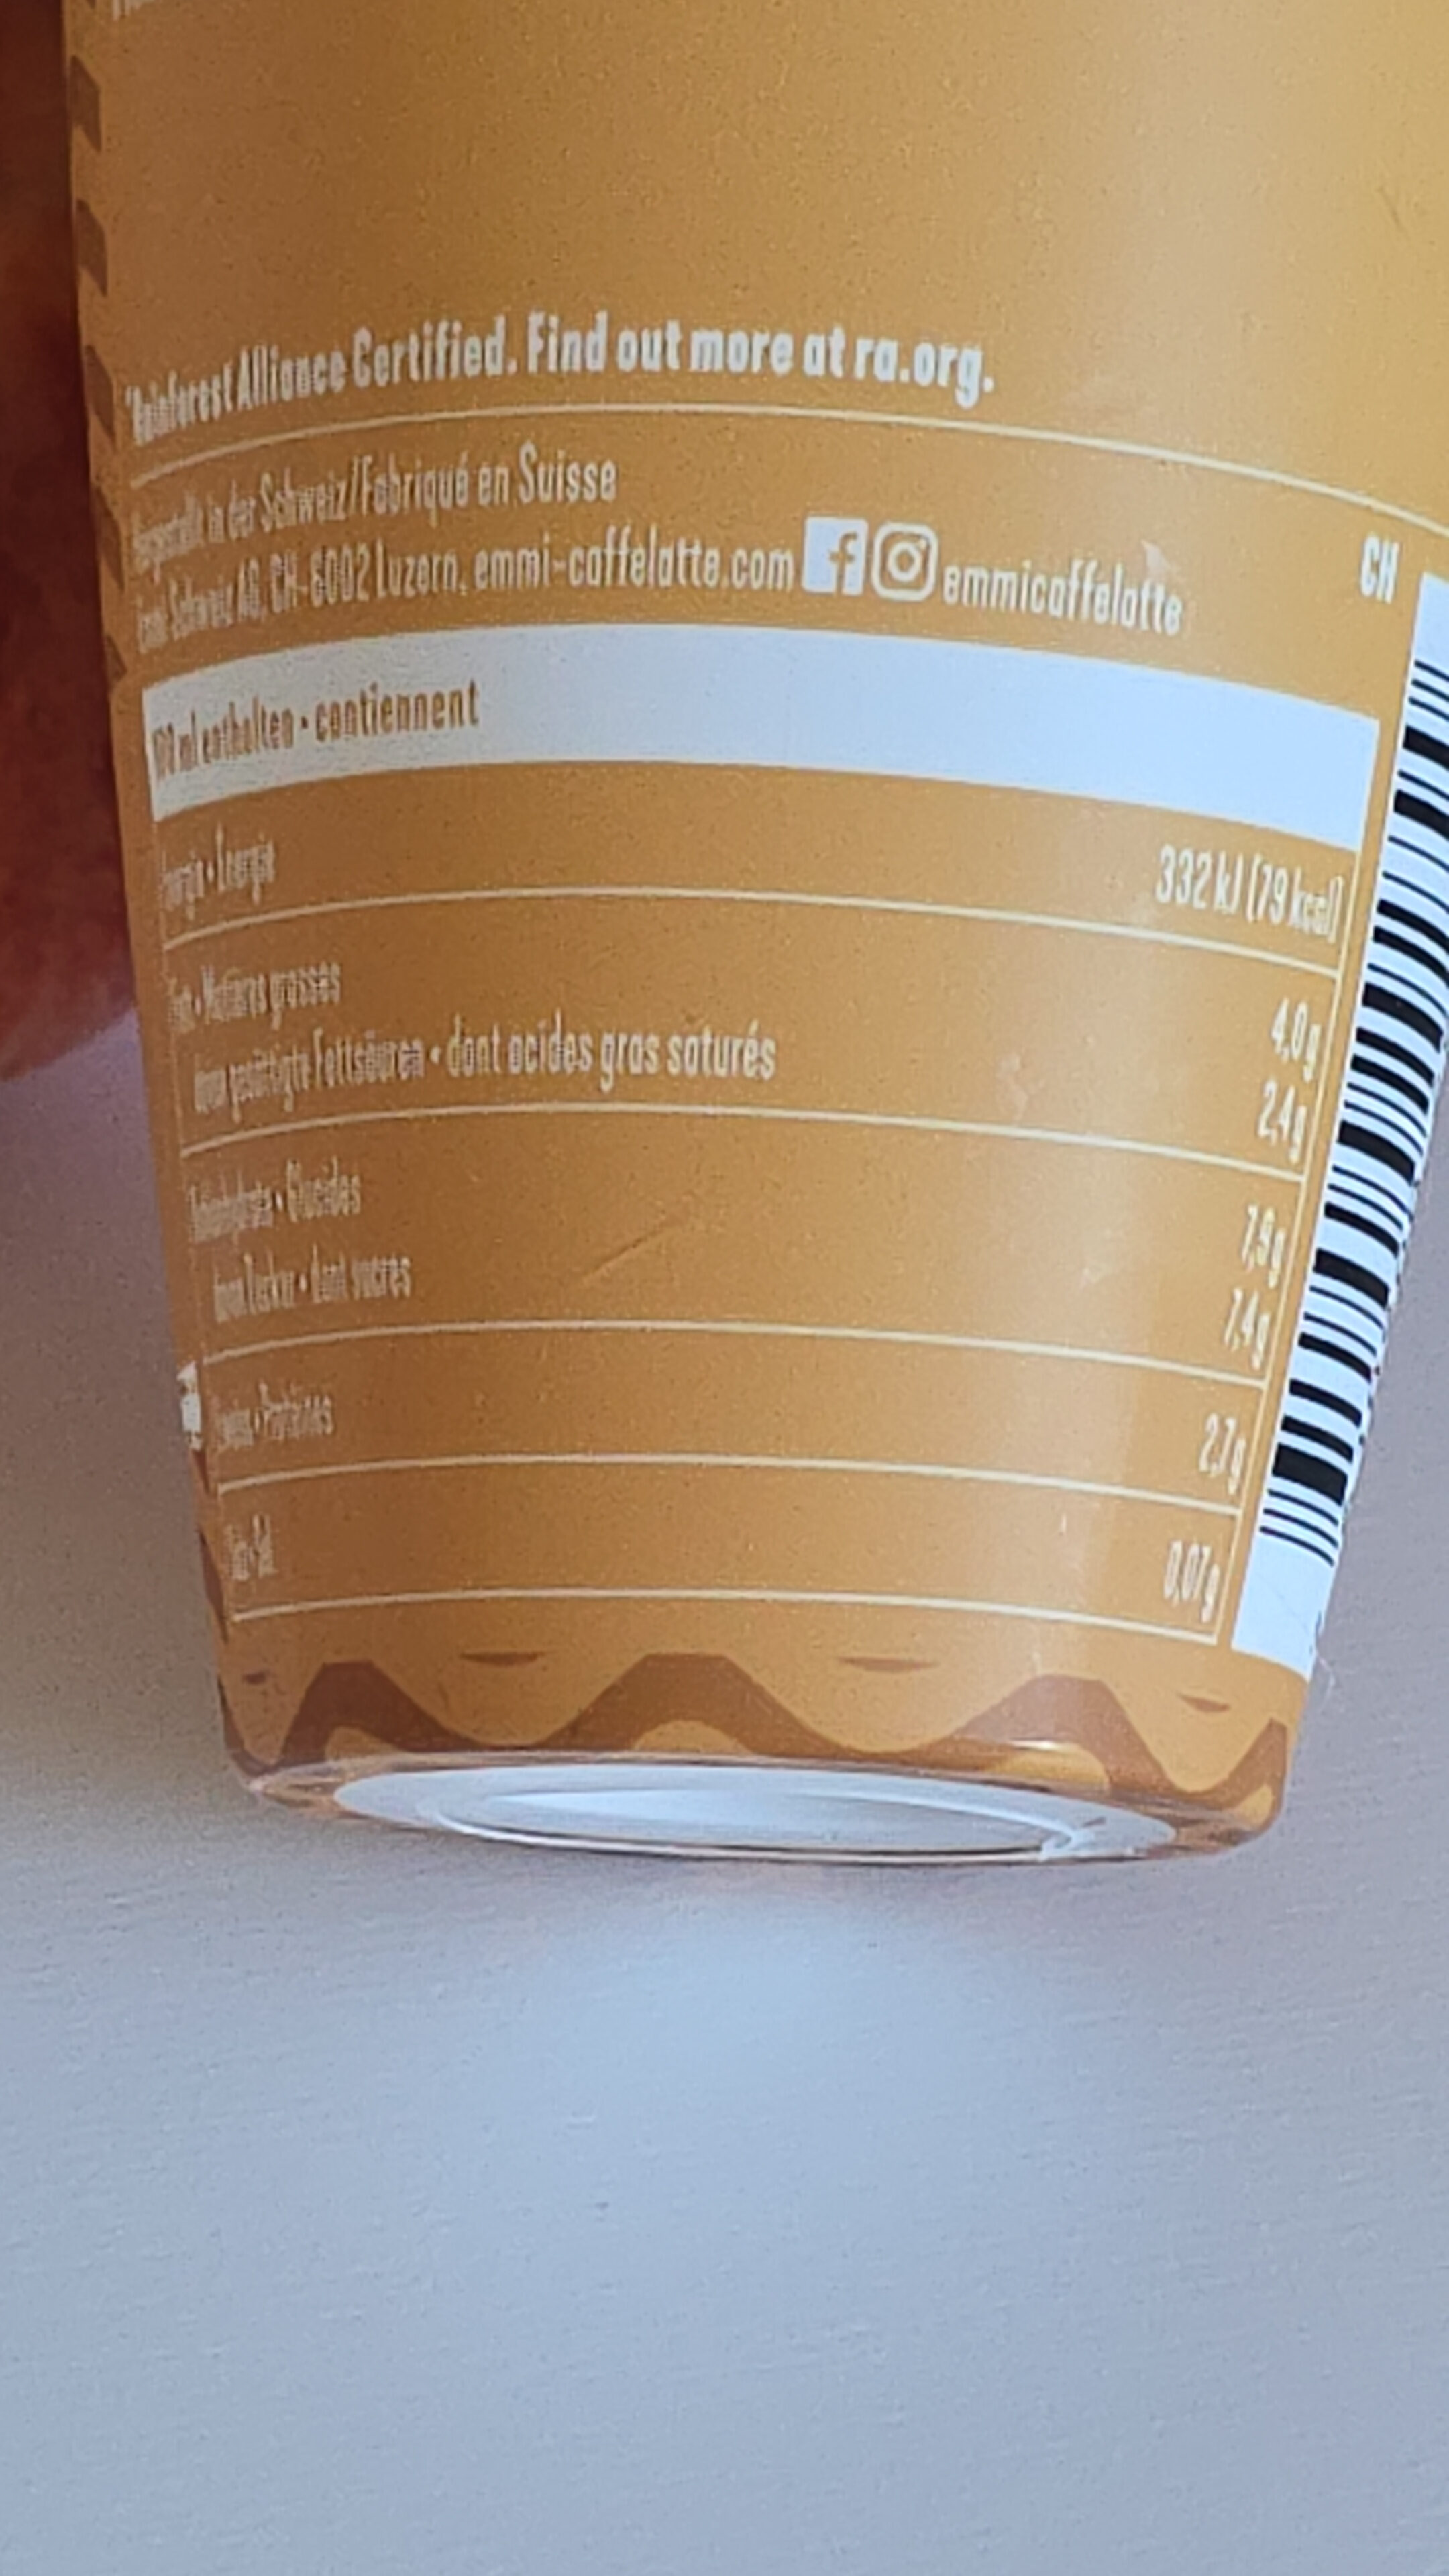 *Rainforest Alliance Certified. Find out more at ra.org.
Hergestellt in der Schweiz/Fabriqué en Suisse
Emmi Schweiz AG, CH-6002 Luzern, emmi-caffelatte.com emmicaffelatte
CH
100 ml enthalten • contiennent
Energie • Énergie 332 kJ (79 kcal)
Fett • Matières grasses 4,0g
davon gesättigte Fettsäuren • dont acides gras saturés 2,4g
Kohlenhydrate • Glucides 7,9g
davon Zucker • dont sucres 7,4g
Eiweiss • Protéines 2,7g
Salz • Sel 0,07g